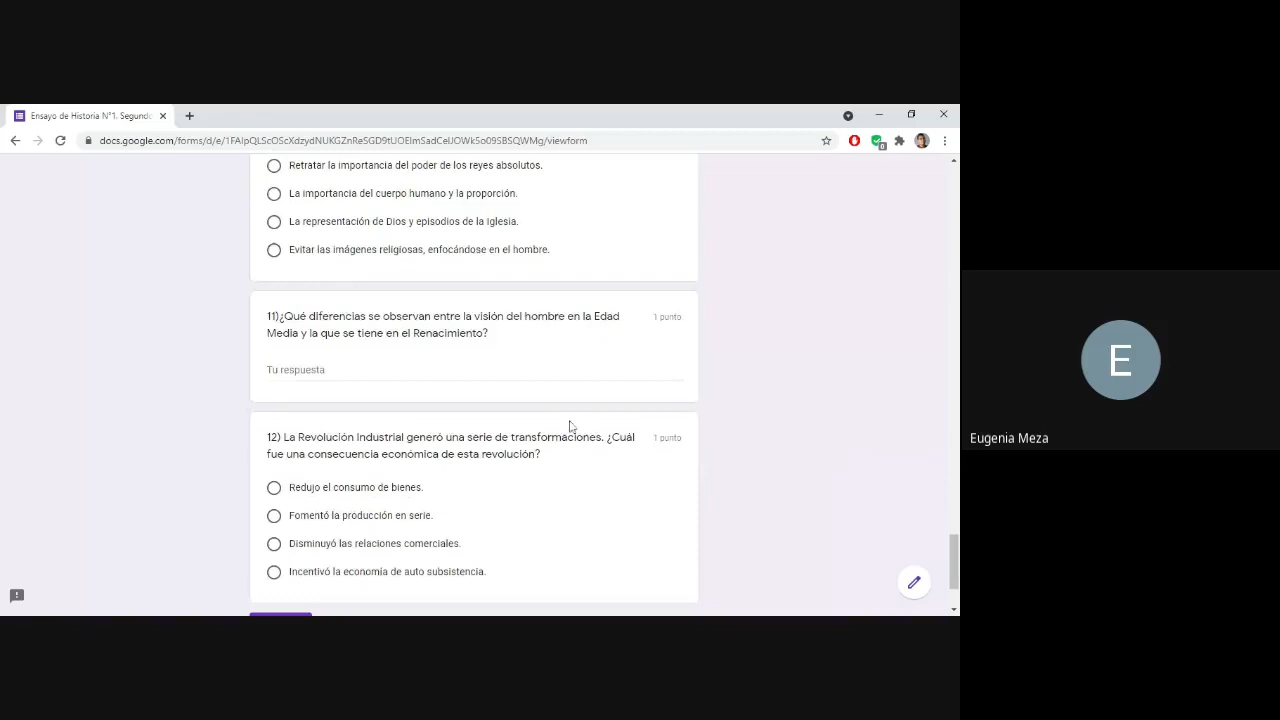 Ensayo de Historia N°1. Segundo
docs.google.com/forms/d/e/1FAIpQLScOScXdzydNUKGZnReSGD9tUOEImSadCelJOWk5o09SBSQWMg/viewform
Retratar la importancia del poder de los reyes absolutos.
La importancia del cuerpo humano y la proporción.
La representación de Dios y episodios de la Iglesia.
Evitar las imágenes religiosas, enfocándose en el hombre.
11)¿Qué diferencias se observan entre la visión del hombre en la Edad 1 punto
Media y la que se tiene en el Renacimiento?
Tu respuesta
12) La Revolución Industrial generó una serie de transformaciones. ¿Cuál 1 punto
fue una consecuencia económica de esta revolución?
Redujo el consumo de bienes.
Fomentó la producción en serie.
Disminuyó las relaciones comerciales.
Incentivó la economía de auto subsistencia.
E
Eugenia Meza